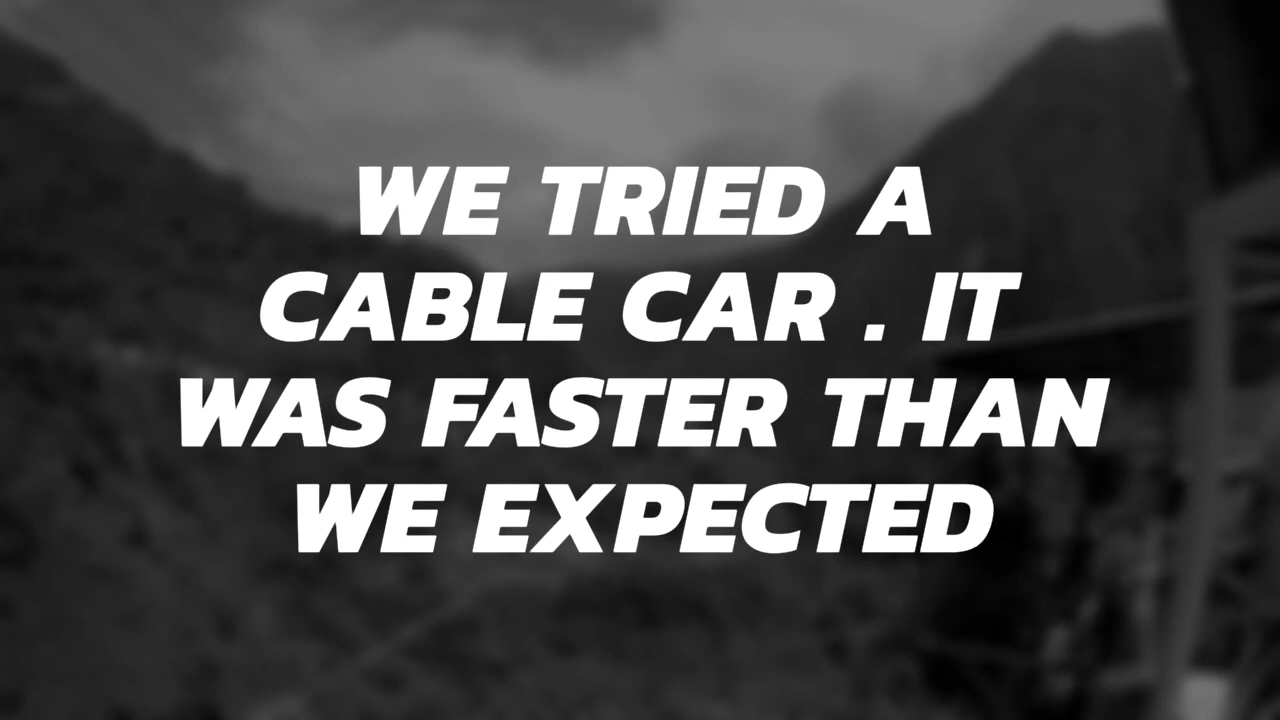 WE TRIED A
CABLE CAR . IT
WAS FASTER THAN
WE EXPECTED